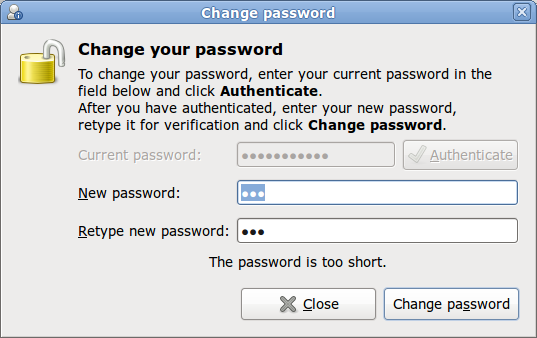 Change password
Change your password
To change your password, enter your current password in the
field below and click Authenticate.
After you have authenticated, enter your new password,
retype it for verification and click Change password.
Current password: ●●●●●●●●●●● Authenticate
New password: ●●●
Retype new password: ●●●
The password is too short.
Close Change password